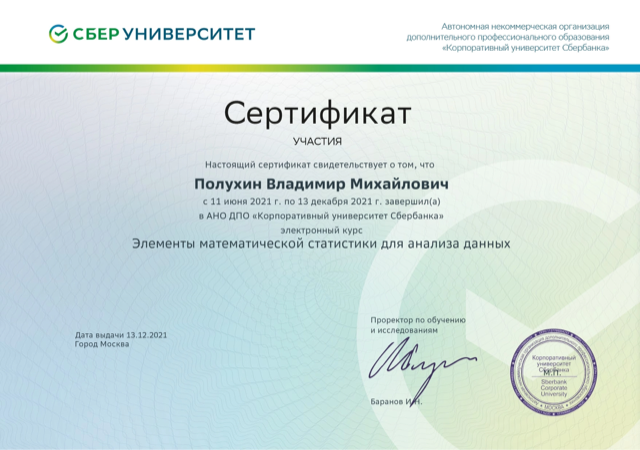 СБЕР УНИВЕРСИТЕТ
Автономная некоммерческая организация
дополнительного профессионального образования
«Корпоративный университет Сбербанка»
Сертификат
УЧАСТИЯ
Настоящий сертификат свидетельствует о том, что
Полухин Владимир Михайлович
с 11 июня 2021 г. по 13 декабря 2021 г. завершил(а)
в АНО ДПО «Корпоративный университет Сбербанка»
электронный курс
Элементы математической статистики для анализа данных
Дата выдачи 13.12.2021
Город Москва
Проректор по обучению
и исследованиям
Баранов И.Н.
Корпоративный
университет
Сбербанка
М.П.
Sberbank
Corporate
University
МОСКВА